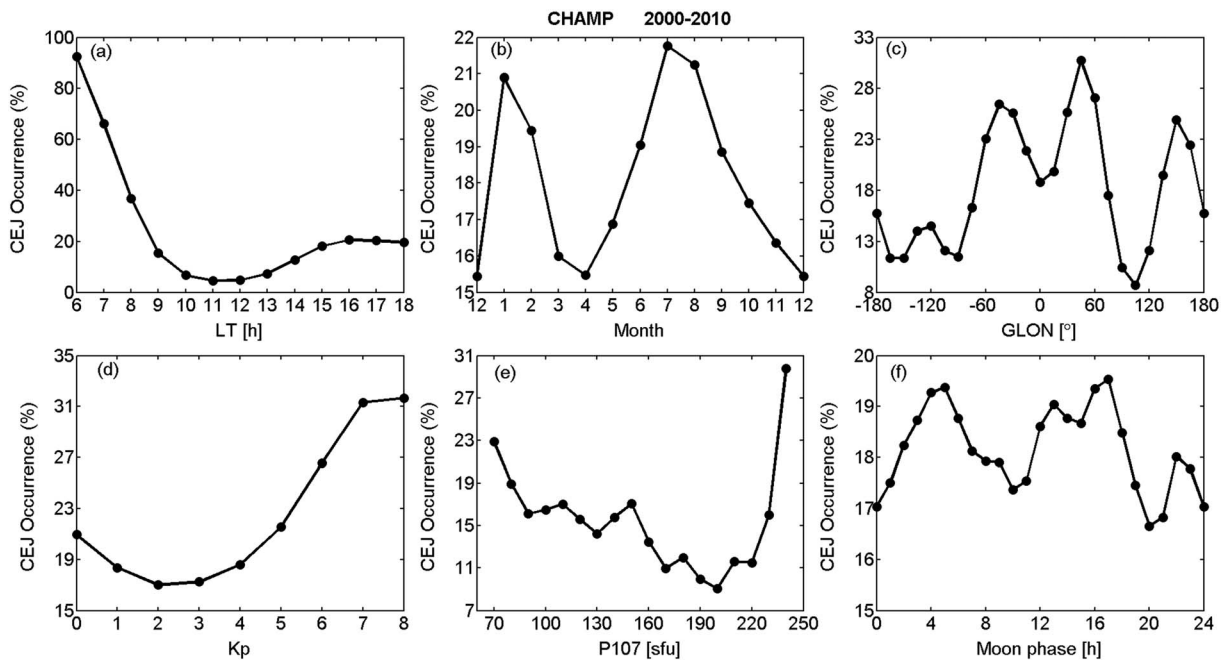 CHAMP 2000-2010
(a)
CEJ Occurrence (%)
100
80
60
40
20
0
6 7 8 9 10 11 12 13 14 15 16 17 18
LT [h]
(b)
CEJ Occurrence (%)
22
21
20
19
18
17
16
15
12 1 2 3 4 5 6 7 8 9 10 11 12
Month
(c)
CEJ Occurrence (%)
33
28
23
18
13
8
-180 -120 -60 0 60 120 180
GLON [°]
(d)
CEJ Occurrence (%)
35
31
27
23
19
15
0 1 2 3 4 5 6 7 8
Kp
(e)
CEJ Occurrence (%)
31
27
23
19
15
11
7
70 100 130 160 190 220 250
P107 [sfu]
(f)
CEJ Occurrence (%)
20
19
18
17
16
15
0 4 8 12 16 20 24
Moon phase [h]